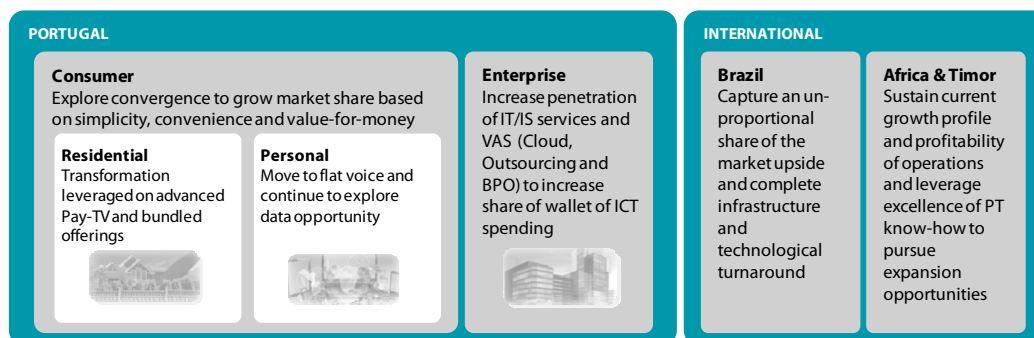 PORTUGAL
Consumer
Explore convergence to grow market share based
on simplicity, convenience and value-for-money
Residential
Transformation
leveraged on advanced
Pay-TV and bundled
offerings
Personal
Move to flat voice and
continue to explore
data opportunity
Enterprise
Increase penetration
of IT/IS services and
VAS (Cloud,
Outsourcing and
BPO) to increase
share of wallet of ICT
spending
INTERNATIONAL
Brazil
Capture an un-
proportional
share of the
market upside
and complete
infrastructure
and
technological
turnaround
Africa & Timor
Sustain current
growth profile
and profitability
of operations
and leverage
excellence of PT
know-how to
pursue
expansion
opportunities